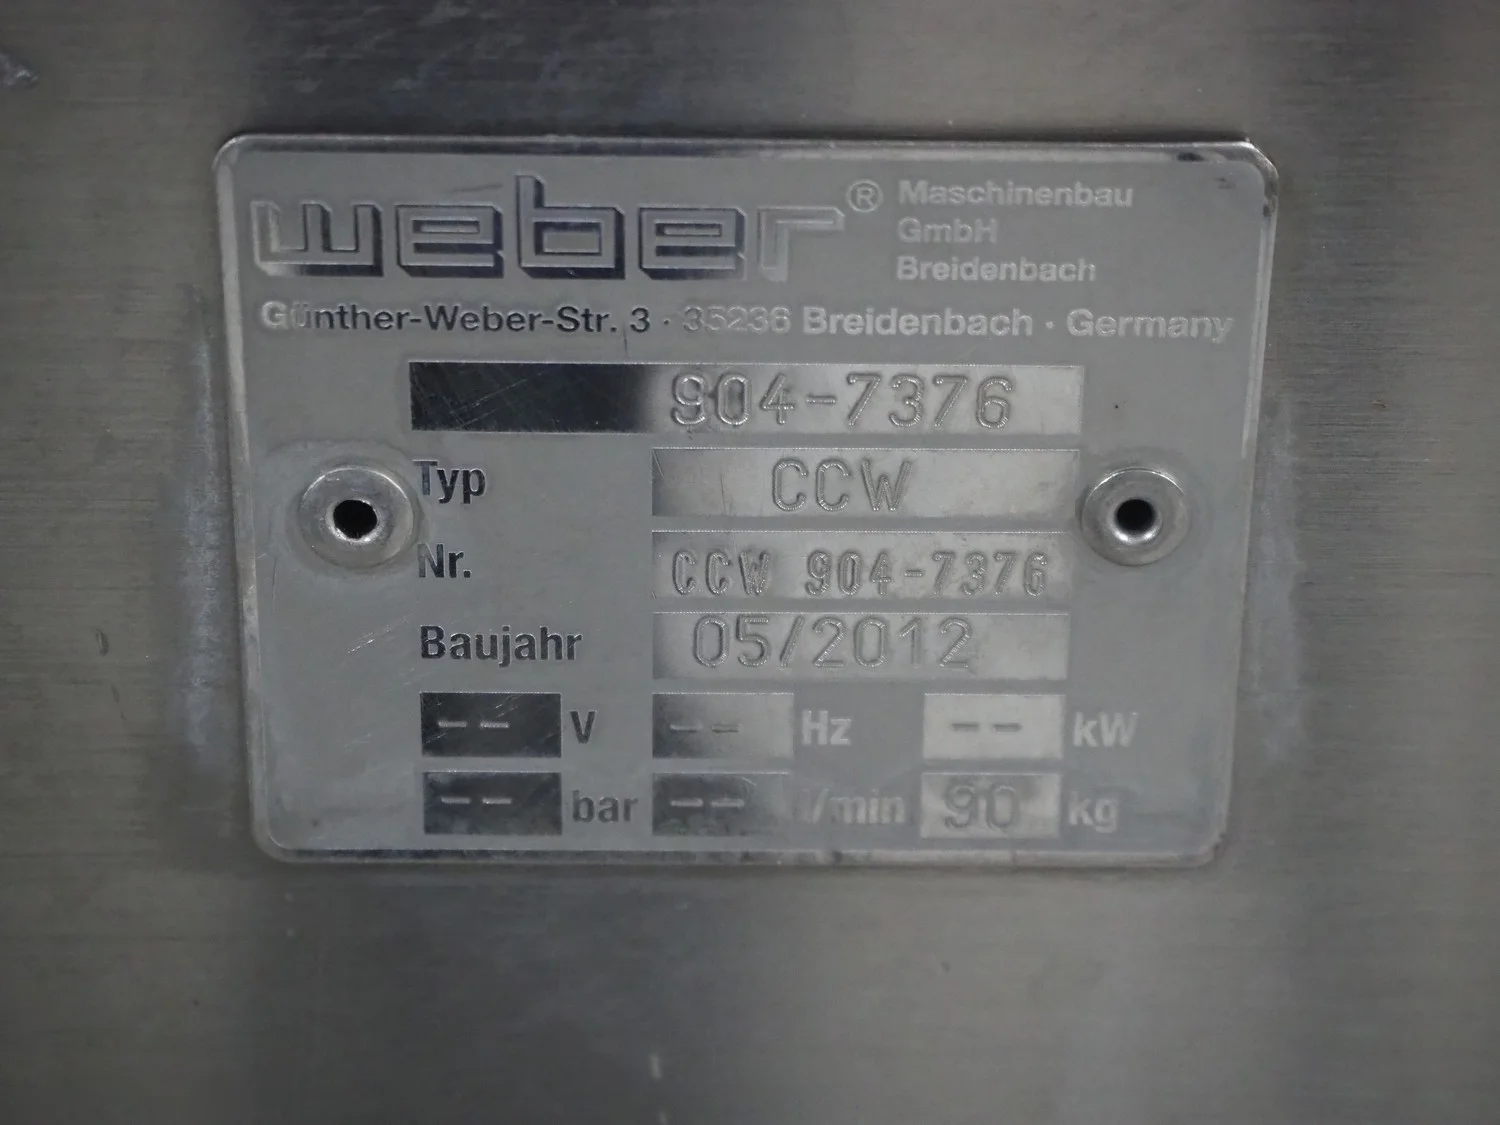 weber® Maschinenbau
GmbH
Breidenbach
Günther-Weber-Str. 3 · 35236 Breidenbach · Germany
904-7376
Typ CCW
Nr. CCW 904-7376
Baujahr 05/2012
-- V -- Hz -- kW
-- bar -- l/min 90 kg